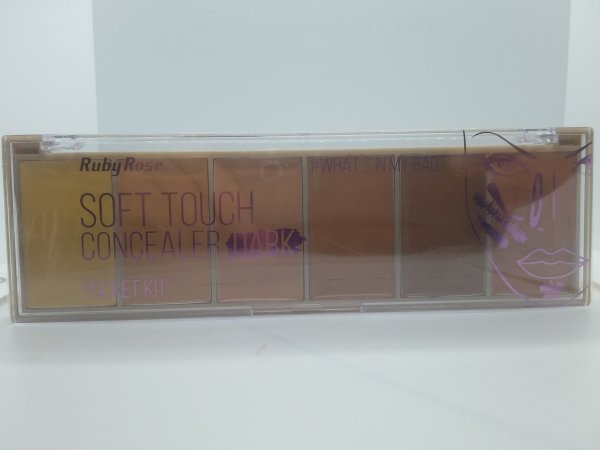 Ruby Rose
#WHAT'S IN MY BAG?
SOFT TOUCH
CONCEALER DARK
POCKET KIT